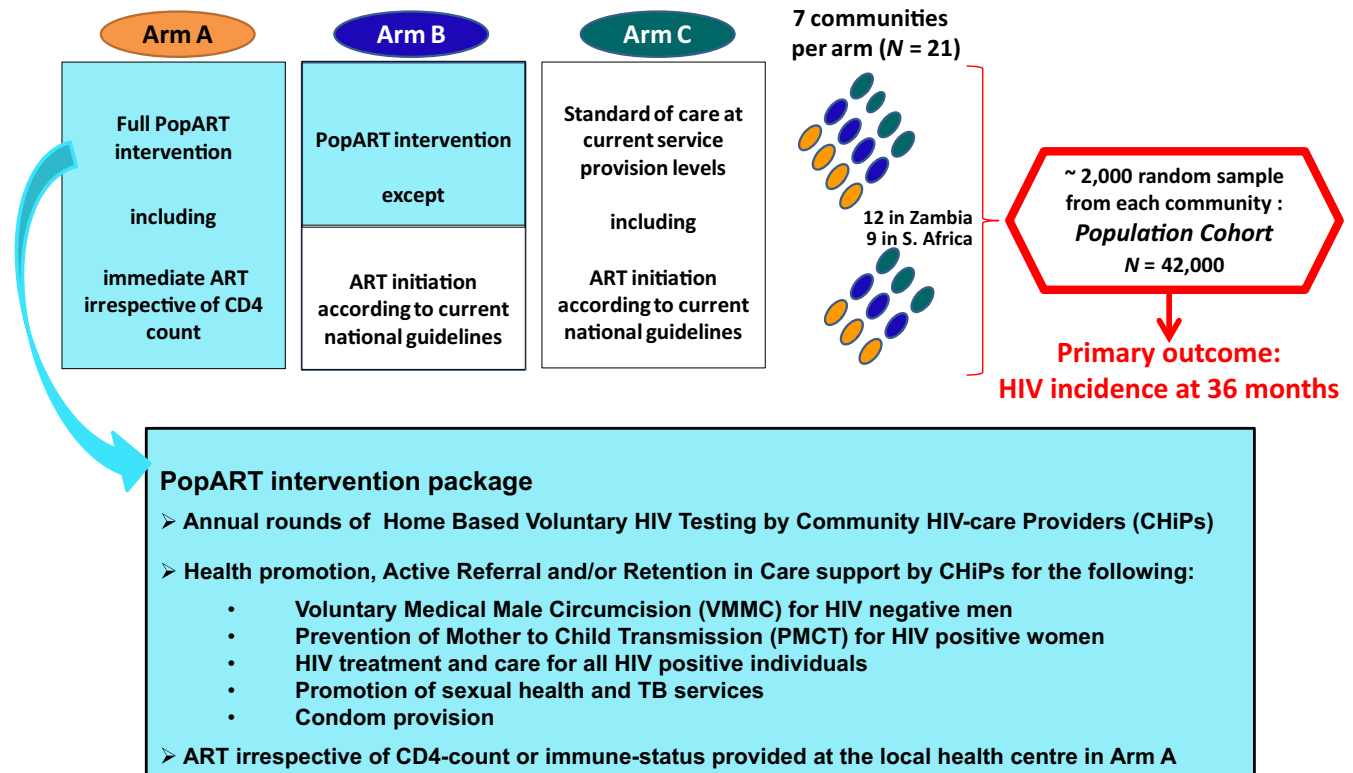 Arm A
Full PopART
intervention
including
immediate ART
irrespective of CD4
count
Arm B
PopART intervention
except
ART initiation
according to current
national guidelines
Arm C
Standard of care at
current service
provision levels
including
ART initiation
according to current
national guidelines
7 communities
per arm (N = 21)
12 in Zambia
9 in S. Africa
~ 2,000 random sample
from each community :
Population Cohort
N = 42,000
Primary outcome:
HIV incidence at 36 months
PopART intervention package
➢ Annual rounds of Home Based Voluntary HIV Testing by Community HIV-care Providers (CHiPs)
➢ Health promotion, Active Referral and/or Retention in Care support by CHiPs for the following:
• Voluntary Medical Male Circumcision (VMMC) for HIV negative men
• Prevention of Mother to Child Transmission (PMCT) for HIV positive women
• HIV treatment and care for all HIV positive individuals
• Promotion of sexual health and TB services
• Condom provision
➢ ART irrespective of CD4-count or immune-status provided at the local health centre in Arm A